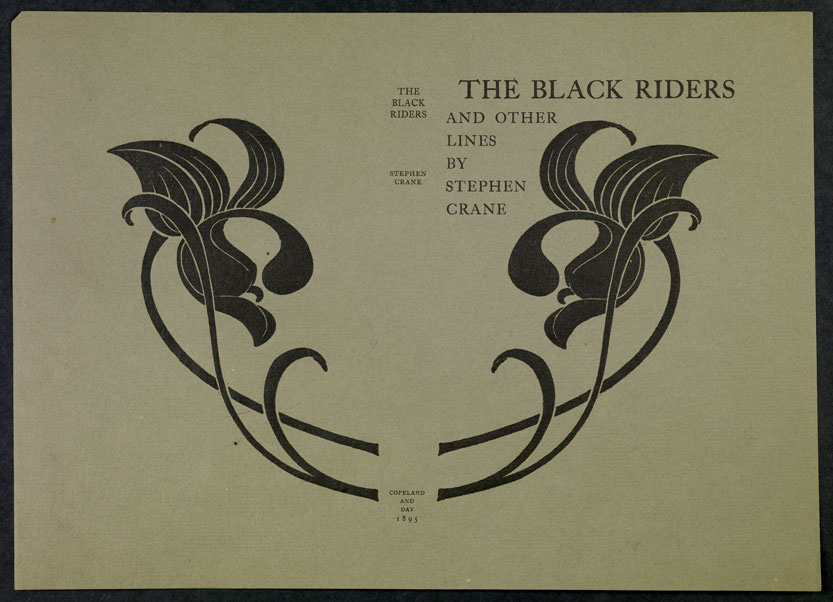 THE BLACK RIDERS
AND OTHER
LINES
BY
STEPHEN
CRANE
THE
BLACK
RIDERS
STEPHEN
CRANE
COPELAND
AND
DAY
1895